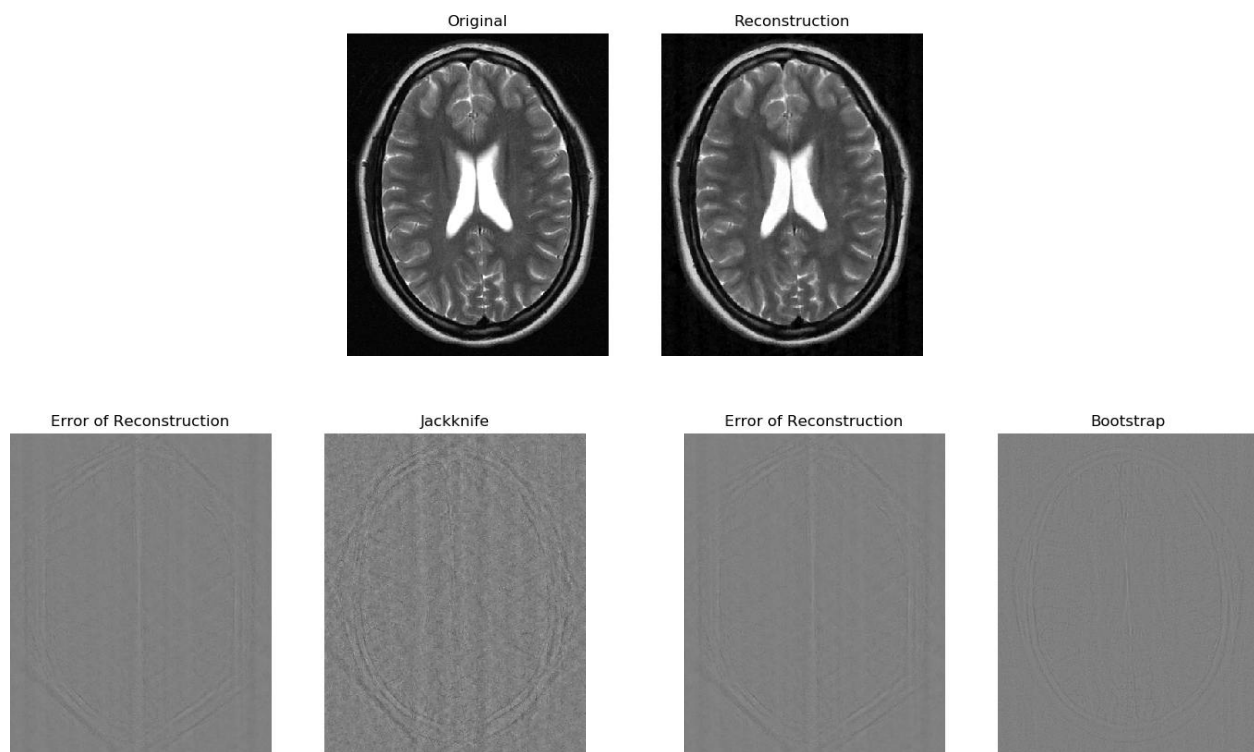 Original
Reconstruction
Error of Reconstruction
Jackknife
Error of Reconstruction
Bootstrap